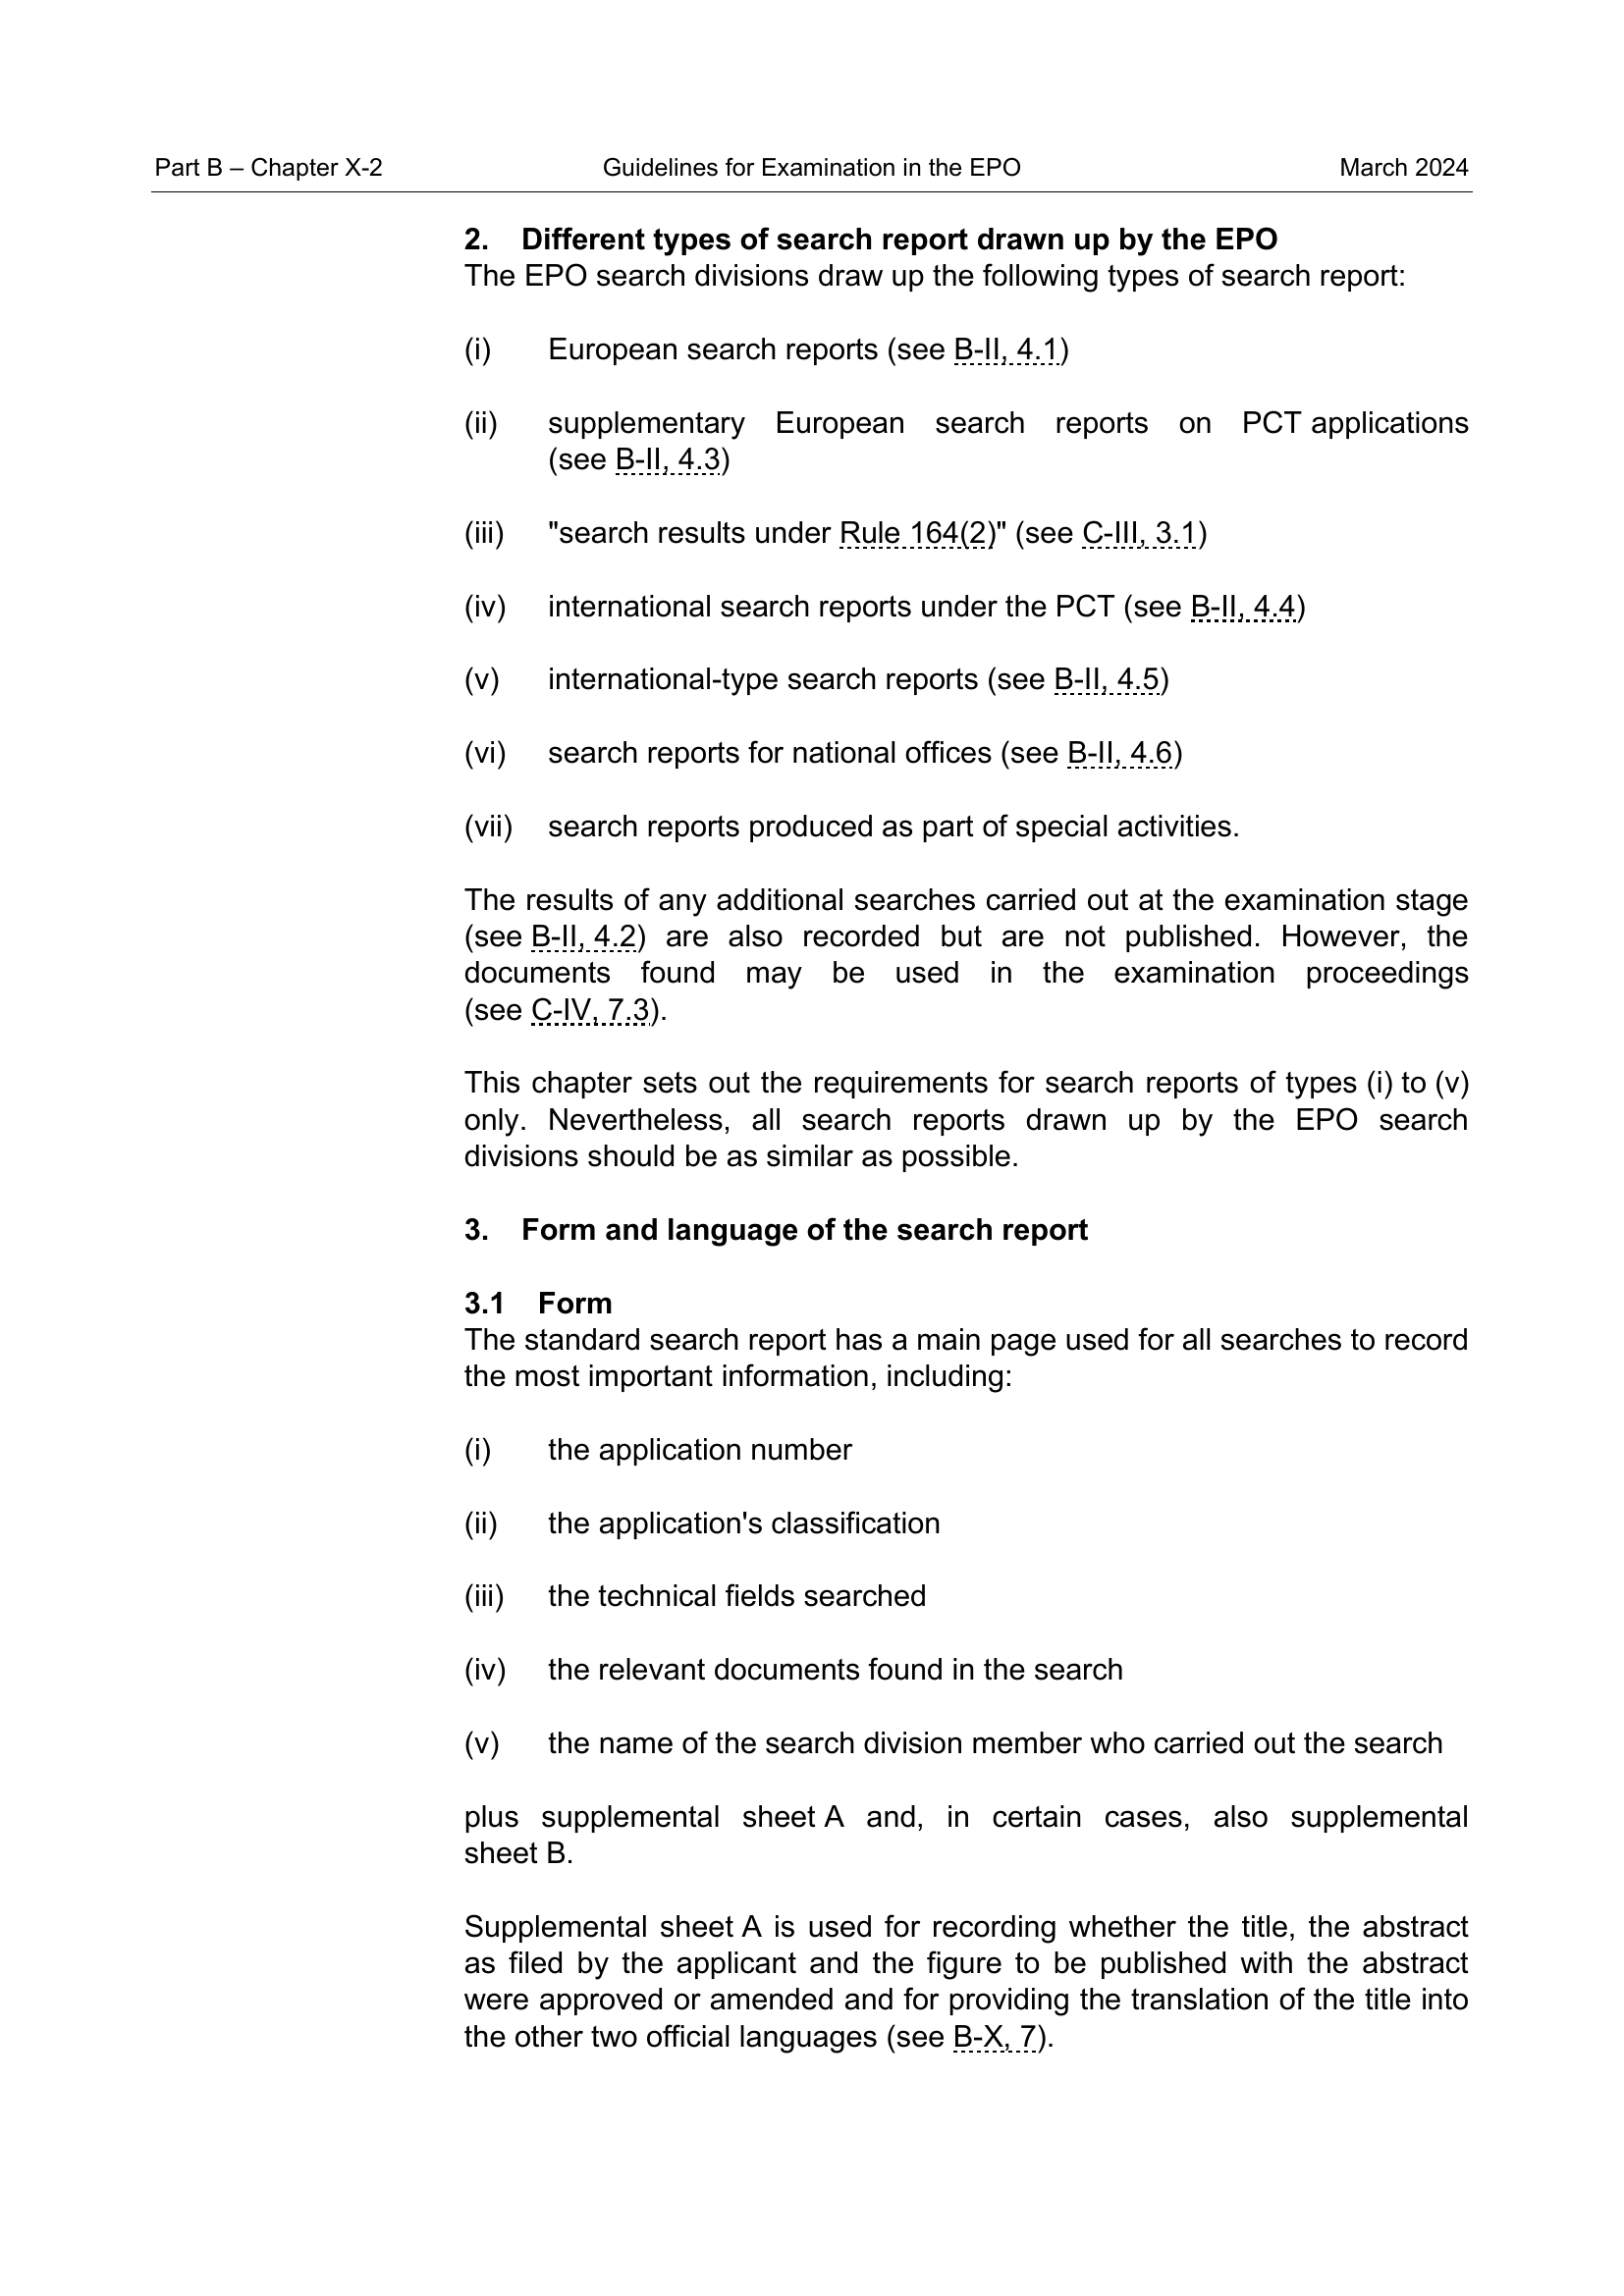 Part B – Chapter X-2 Guidelines for Examination in the EPO March 2024
2. Different types of search report drawn up by the EPO
The EPO search divisions draw up the following types of search report:
(i) European search reports (see B-II, 4.1)
(ii) supplementary European search reports on PCT applications
(see B-II, 4.3)
(iii) "search results under Rule 164(2)" (see C-III, 3.1)
(iv) international search reports under the PCT (see B-II, 4.4)
(v) international-type search reports (see B-II, 4.5)
(vi) search reports for national offices (see B-II, 4.6)
(vii) search reports produced as part of special activities.
The results of any additional searches carried out at the examination stage
(see B-II, 4.2) are also recorded but are not published. However, the
documents found may be used in the examination proceedings
(see C-IV, 7.3).
This chapter sets out the requirements for search reports of types (i) to (v)
only. Nevertheless, all search reports drawn up by the EPO search
divisions should be as similar as possible.
3. Form and language of the search report
3.1 Form
The standard search report has a main page used for all searches to record
the most important information, including:
(i) the application number
(ii) the application's classification
(iii) the technical fields searched
(iv) the relevant documents found in the search
(v) the name of the search division member who carried out the search
plus supplemental sheet A and, in certain cases, also supplemental
sheet B.
Supplemental sheet A is used for recording whether the title, the abstract
as filed by the applicant and the figure to be published with the abstract
were approved or amended and for providing the translation of the title into
the other two official languages (see B-X, 7).